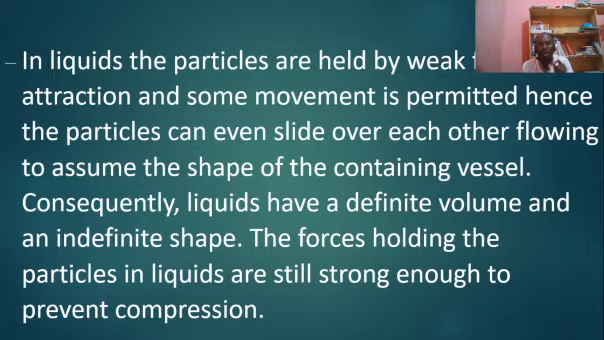 – In liquids the particles are held by weak
attraction and some movement is permitted hence
the particles can even slide over each other flowing
to assume the shape of the containing vessel.
Consequently, liquids have a definite volume and
an indefinite shape. The forces holding the
particles in liquids are still strong enough to
prevent compression.